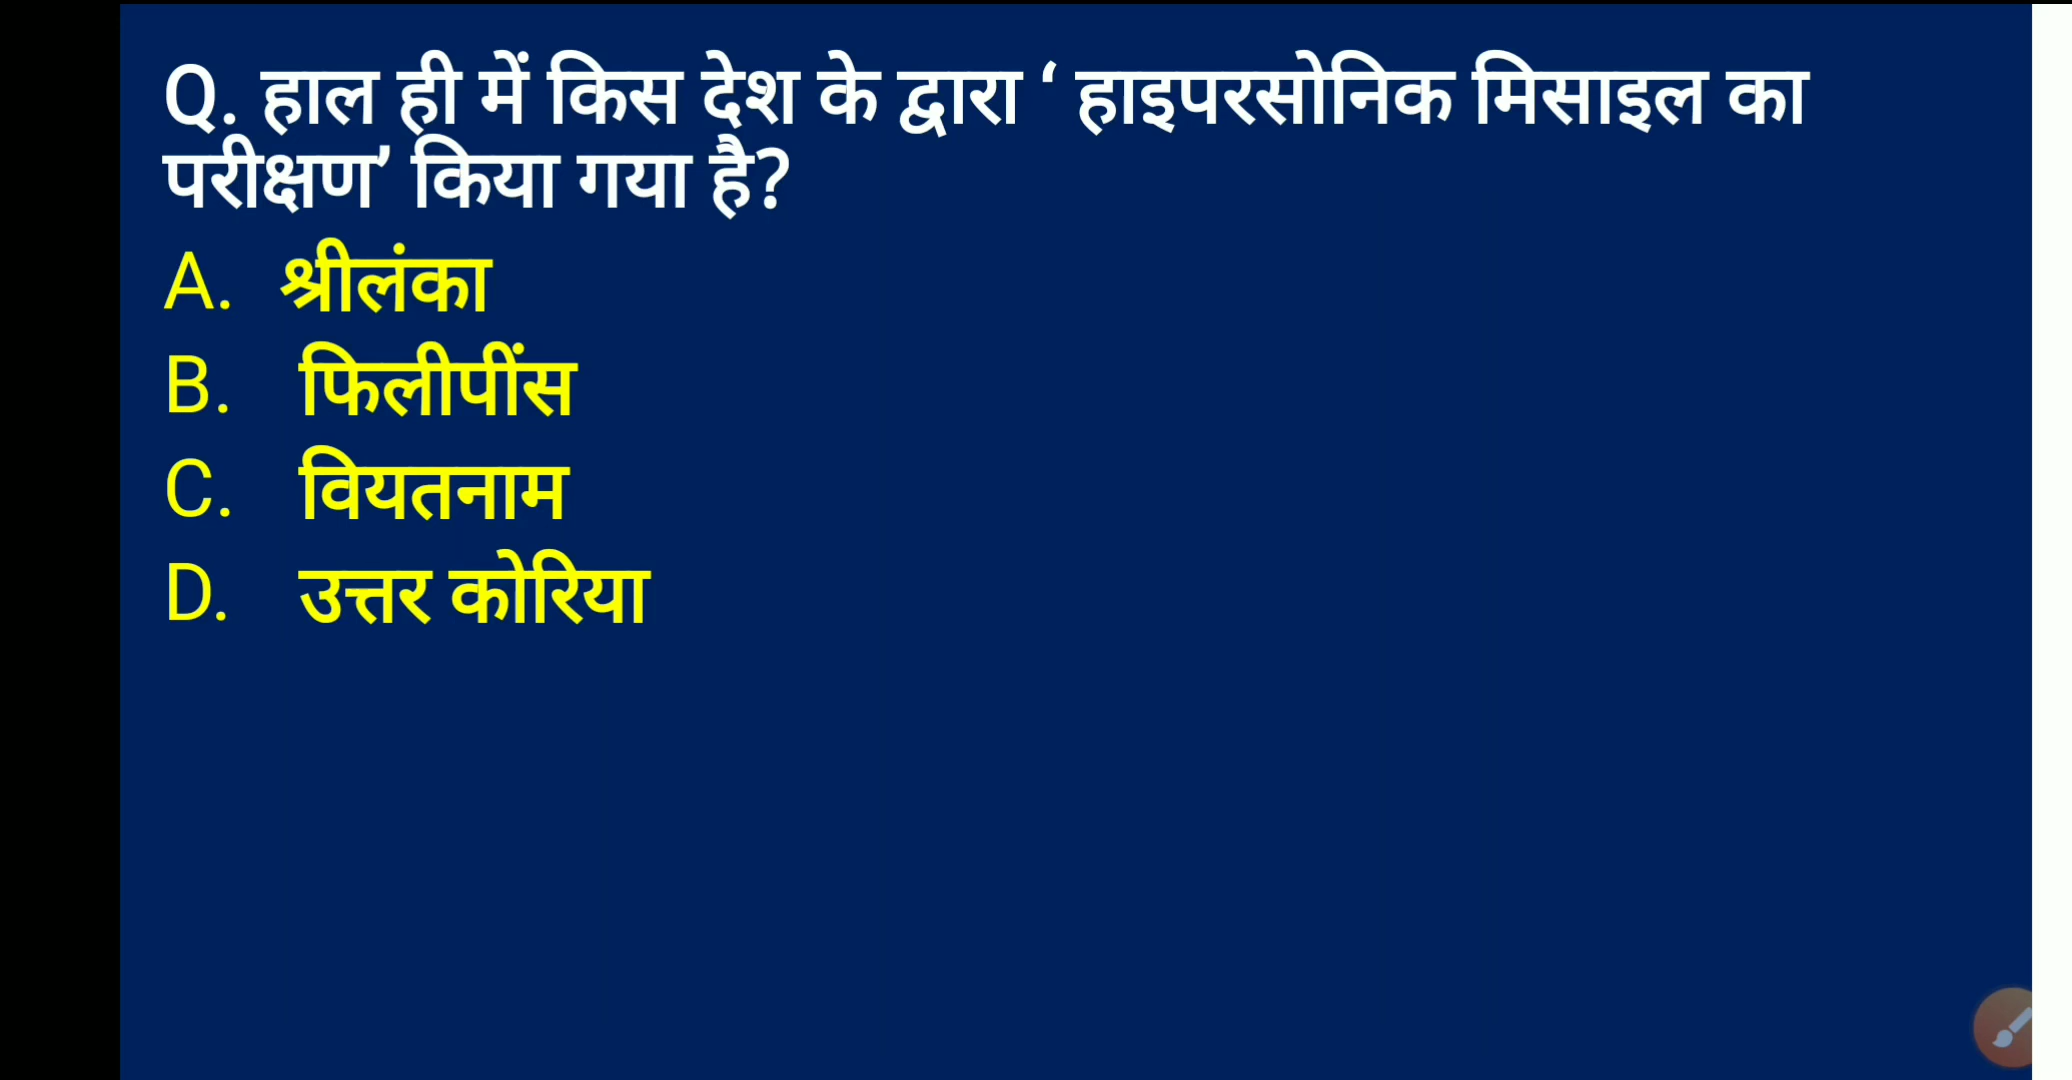 Q. हाल ही में किस देश के द्वारा ‘ हाइपरसोनिक मिसाइल का
परीक्षण’ किया गया है?
A. श्रीलंका
B. फिलीपींस
C. वियतनाम
D. उत्तर कोरिया